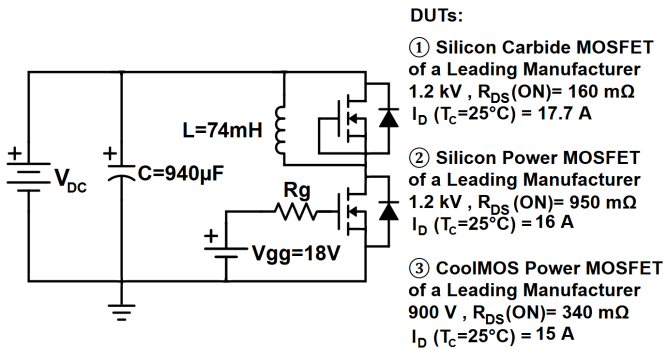 DUTs:
① Silicon Carbide MOSFET
of a Leading Manufacturer
1.2 kV , RDS(ON)= 160 mΩ
ID (Tc=25°C) = 17.7 A
② Silicon Power MOSFET
of a Leading Manufacturer
1.2 kV , RDS (ON)= 950 mΩ
ID (Tc=25°C) = 16 A
③ CoolMOS Power MOSFET
of a Leading Manufacturer
900 V , RDS(ON)= 340 mΩ
ID (Tc=25°C) = 15 A
L=74mH
+
VDC
+
C=940µF
Rg
+
Vgg=18V